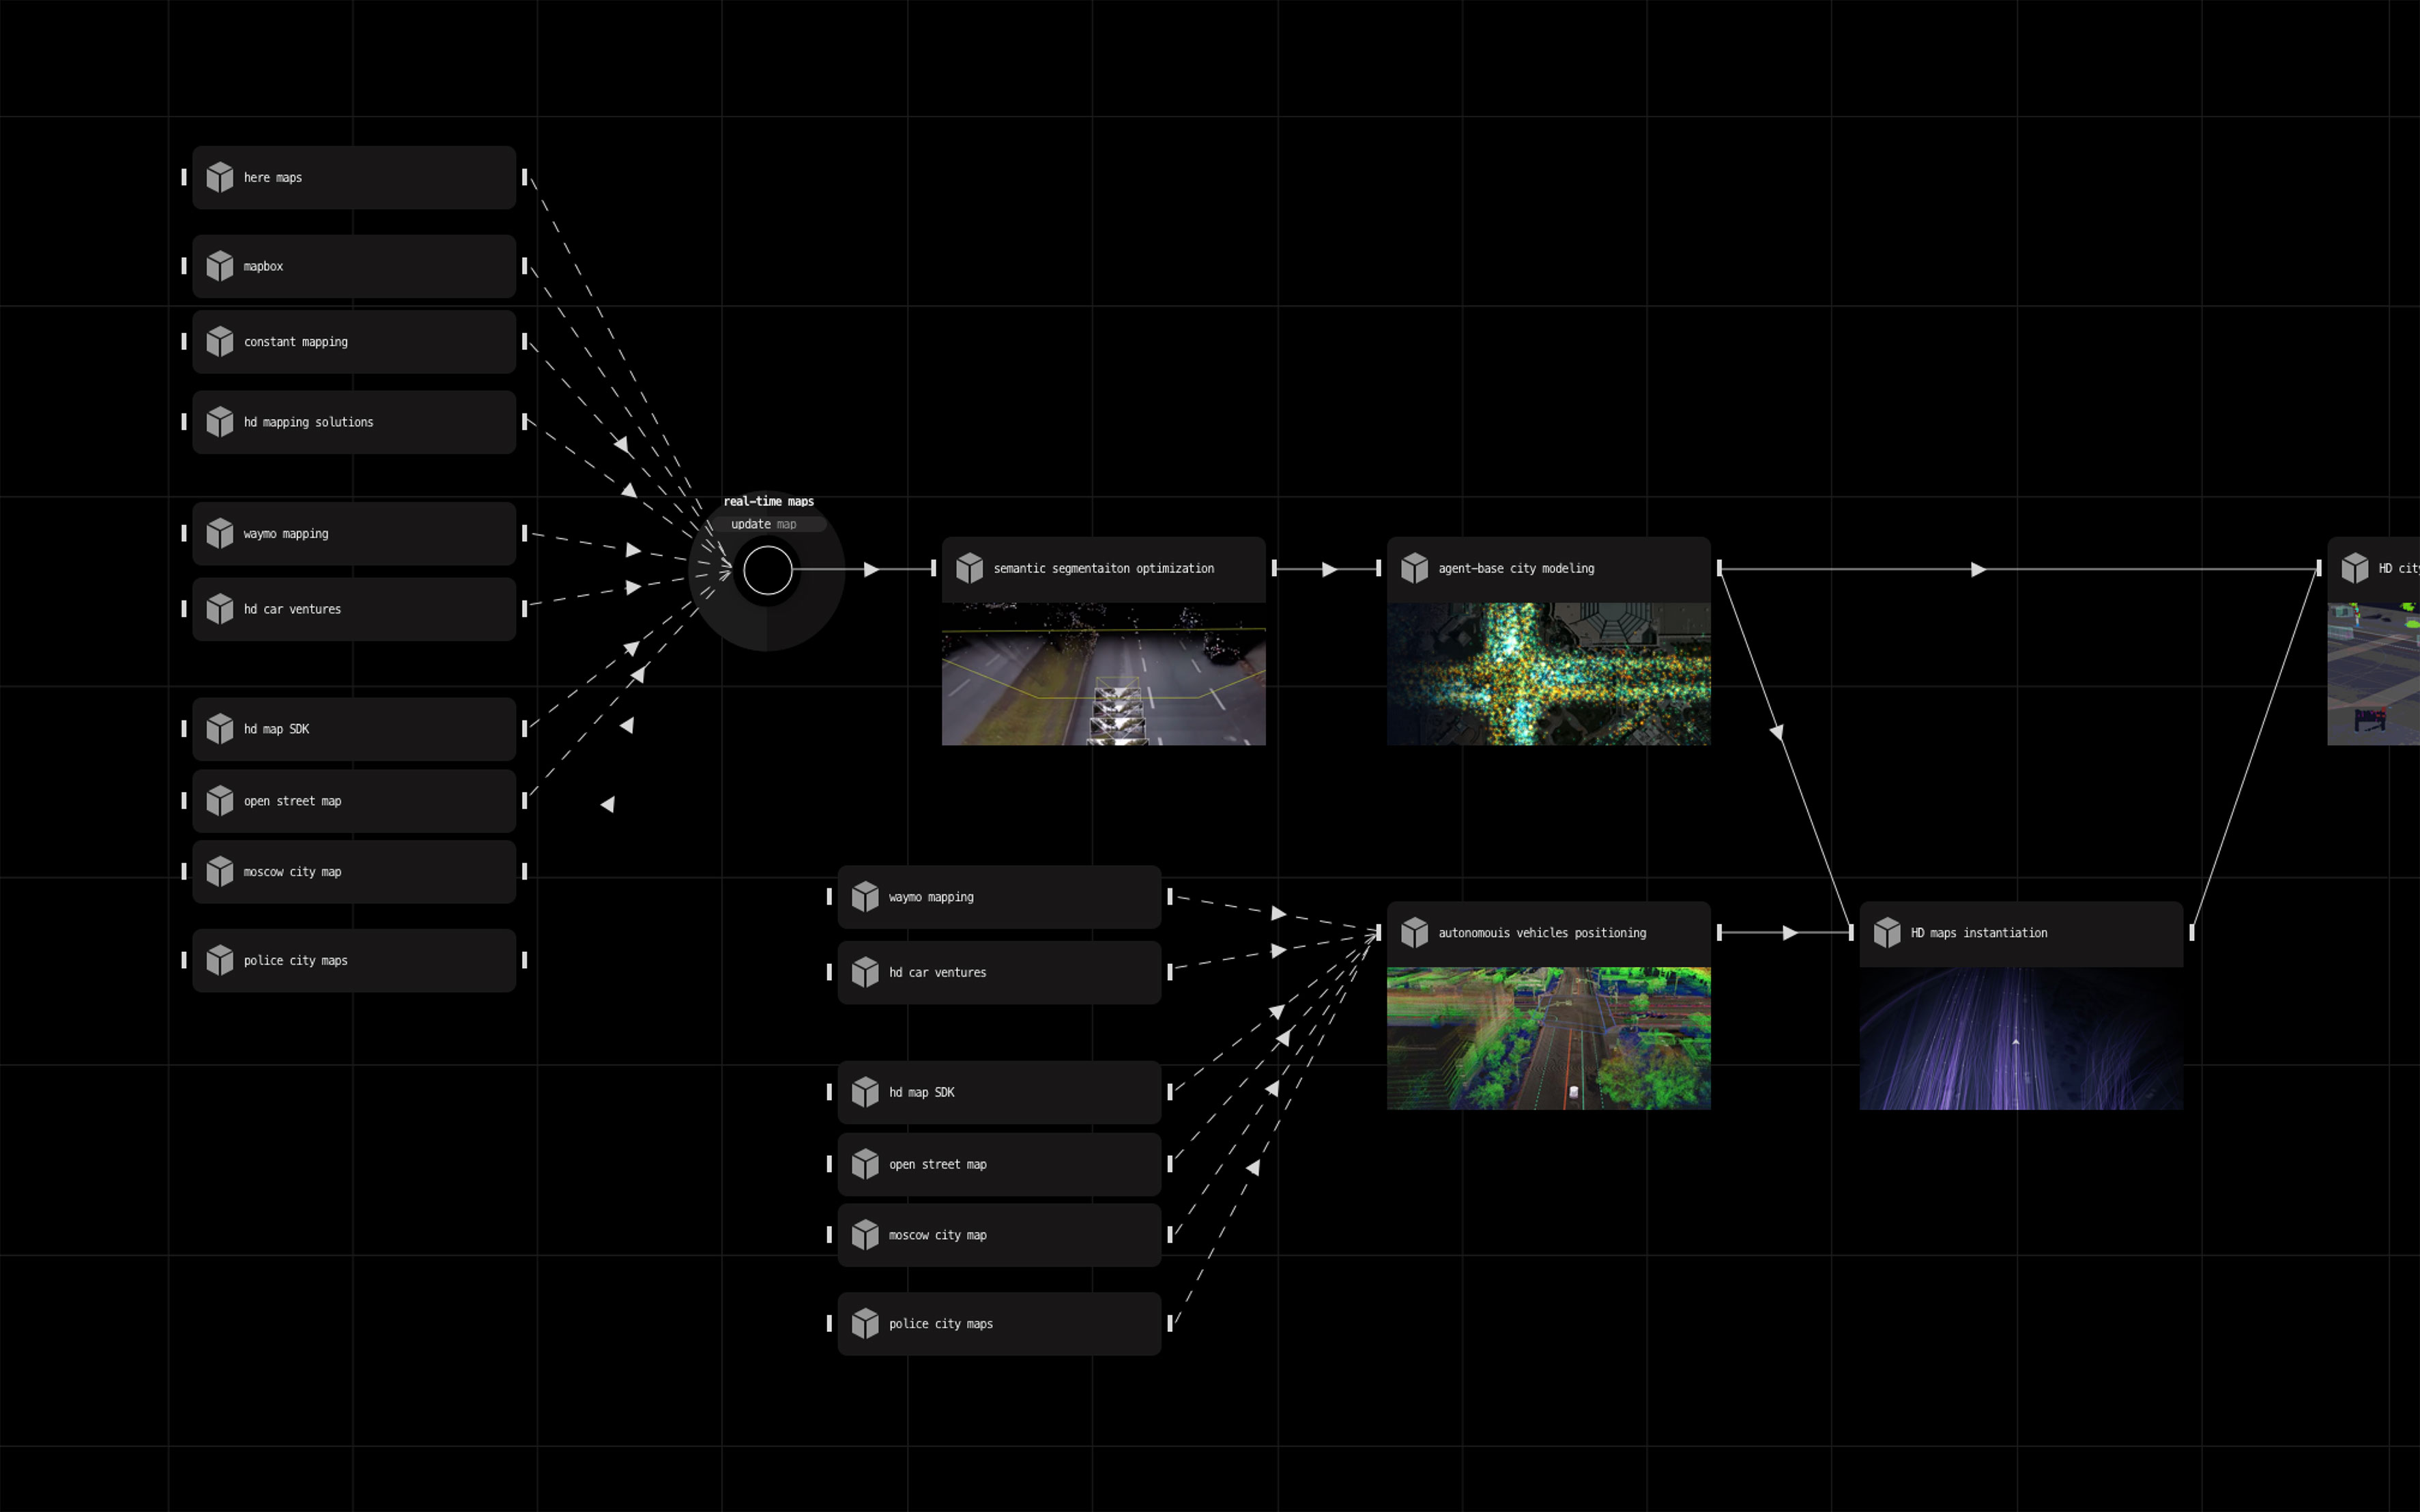 here maps
mapbox
constant mapping
hd mapping solutions
waymo mapping
hd car ventures
hd map SDK
open street map
moscow city map
police city maps
real-time maps
update map
semantic segmentaiton optimization
agent-base city modeling
HD city
waymo mapping
hd car ventures
hd map SDK
open street map
moscow city map
police city maps
autonomouis vehicles positioning
HD maps instantiation